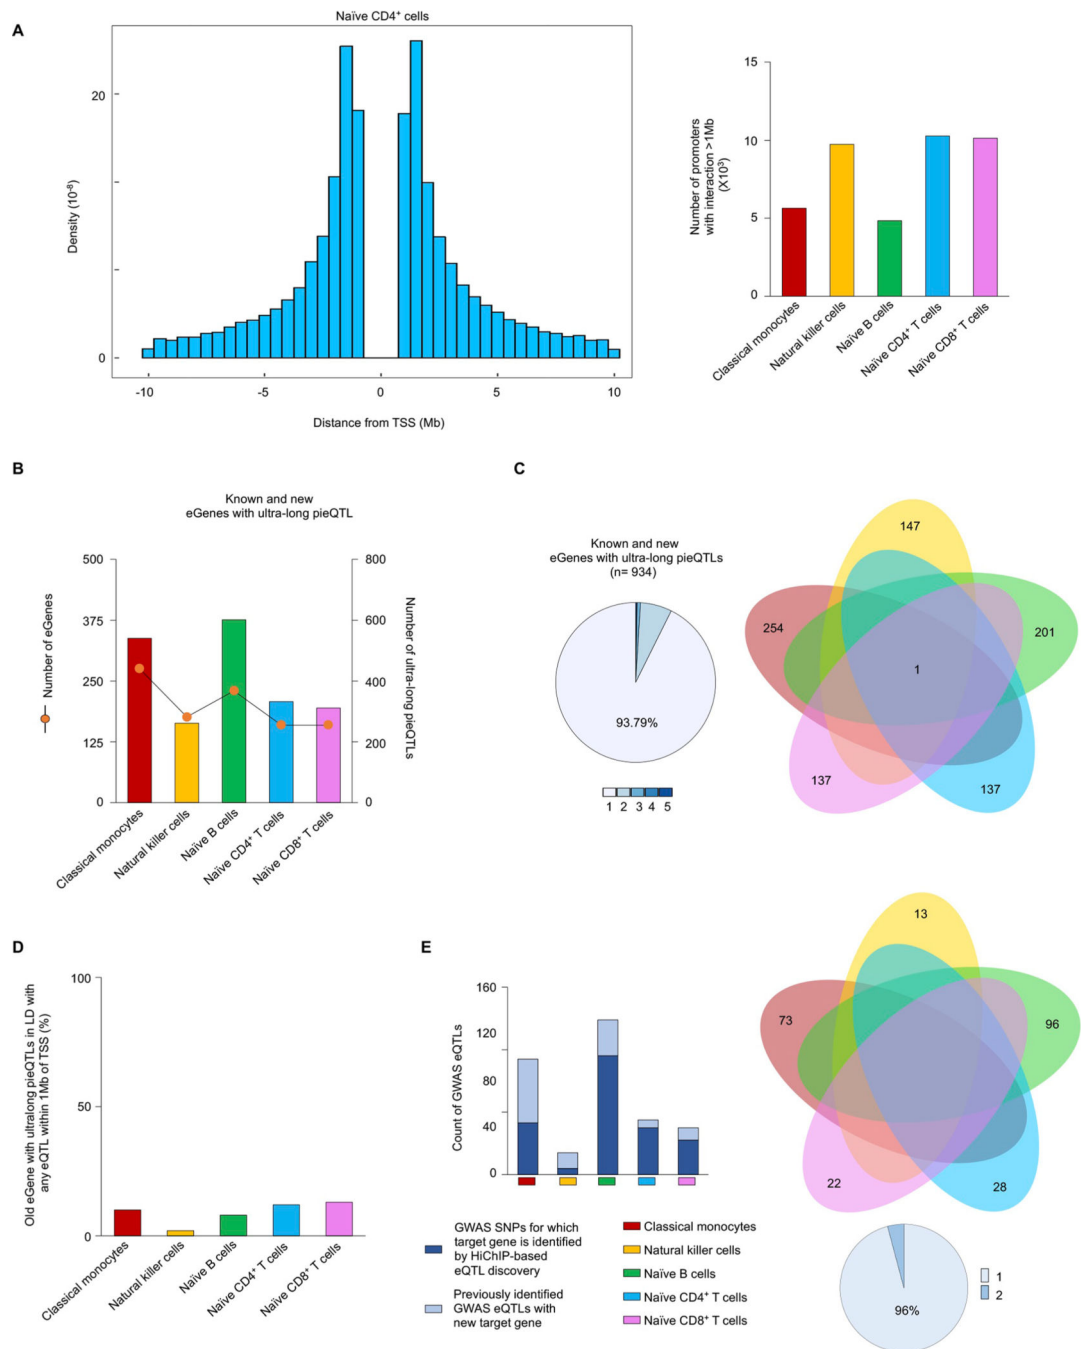 A
Naïve CD4⁺ cells
20
0
Density (10⁻⁸)
-10
-5
0
5
10
Distance from TSS (Mb)
15
10
5
0
Number of promoters
with interaction >1Mb
(X10³)
Classical monocytes
Natural killer cells
Naïve B cells
Naïve CD4⁺ T cells
Naïve CD8⁺ T cells
B
Known and new
eGenes with ultra-long pieQTL
500
375
250
125
0
Number of eGenes
800
600
400
200
0
Number of ultra-long
pieQTLs
Classical monocytes
Natural killer cells
Naïve B cells
Naïve CD4⁺ T cells
Naïve CD8⁺ T cells
C
Known and new
eGenes with ultra-long pieQTLs
(n= 934)
93.79%
1 2 3 4 5
147
254
201
1
137
137
D
100
50
0
Old eGene with ultralong pieQTLs in LD with
any eQTL within 1Mb of TSS (%)
Classical monocytes
Natural killer cells
Naïve B cells
Naïve CD4⁺ T cells
Naïve CD8⁺ T cells
E
160
120
80
40
0
Count of GWAS eQTLs
GWAS SNPs for which
target gene is identified
by HiChIP-based
eQTL discovery
Previously identified
GWAS eQTLs with
new target gene
Classical monocytes
Natural killer cells
Naïve B cells
Naïve CD4⁺ T cells
Naïve CD8⁺ T cells
13
73
96
22
28
96%
1
2